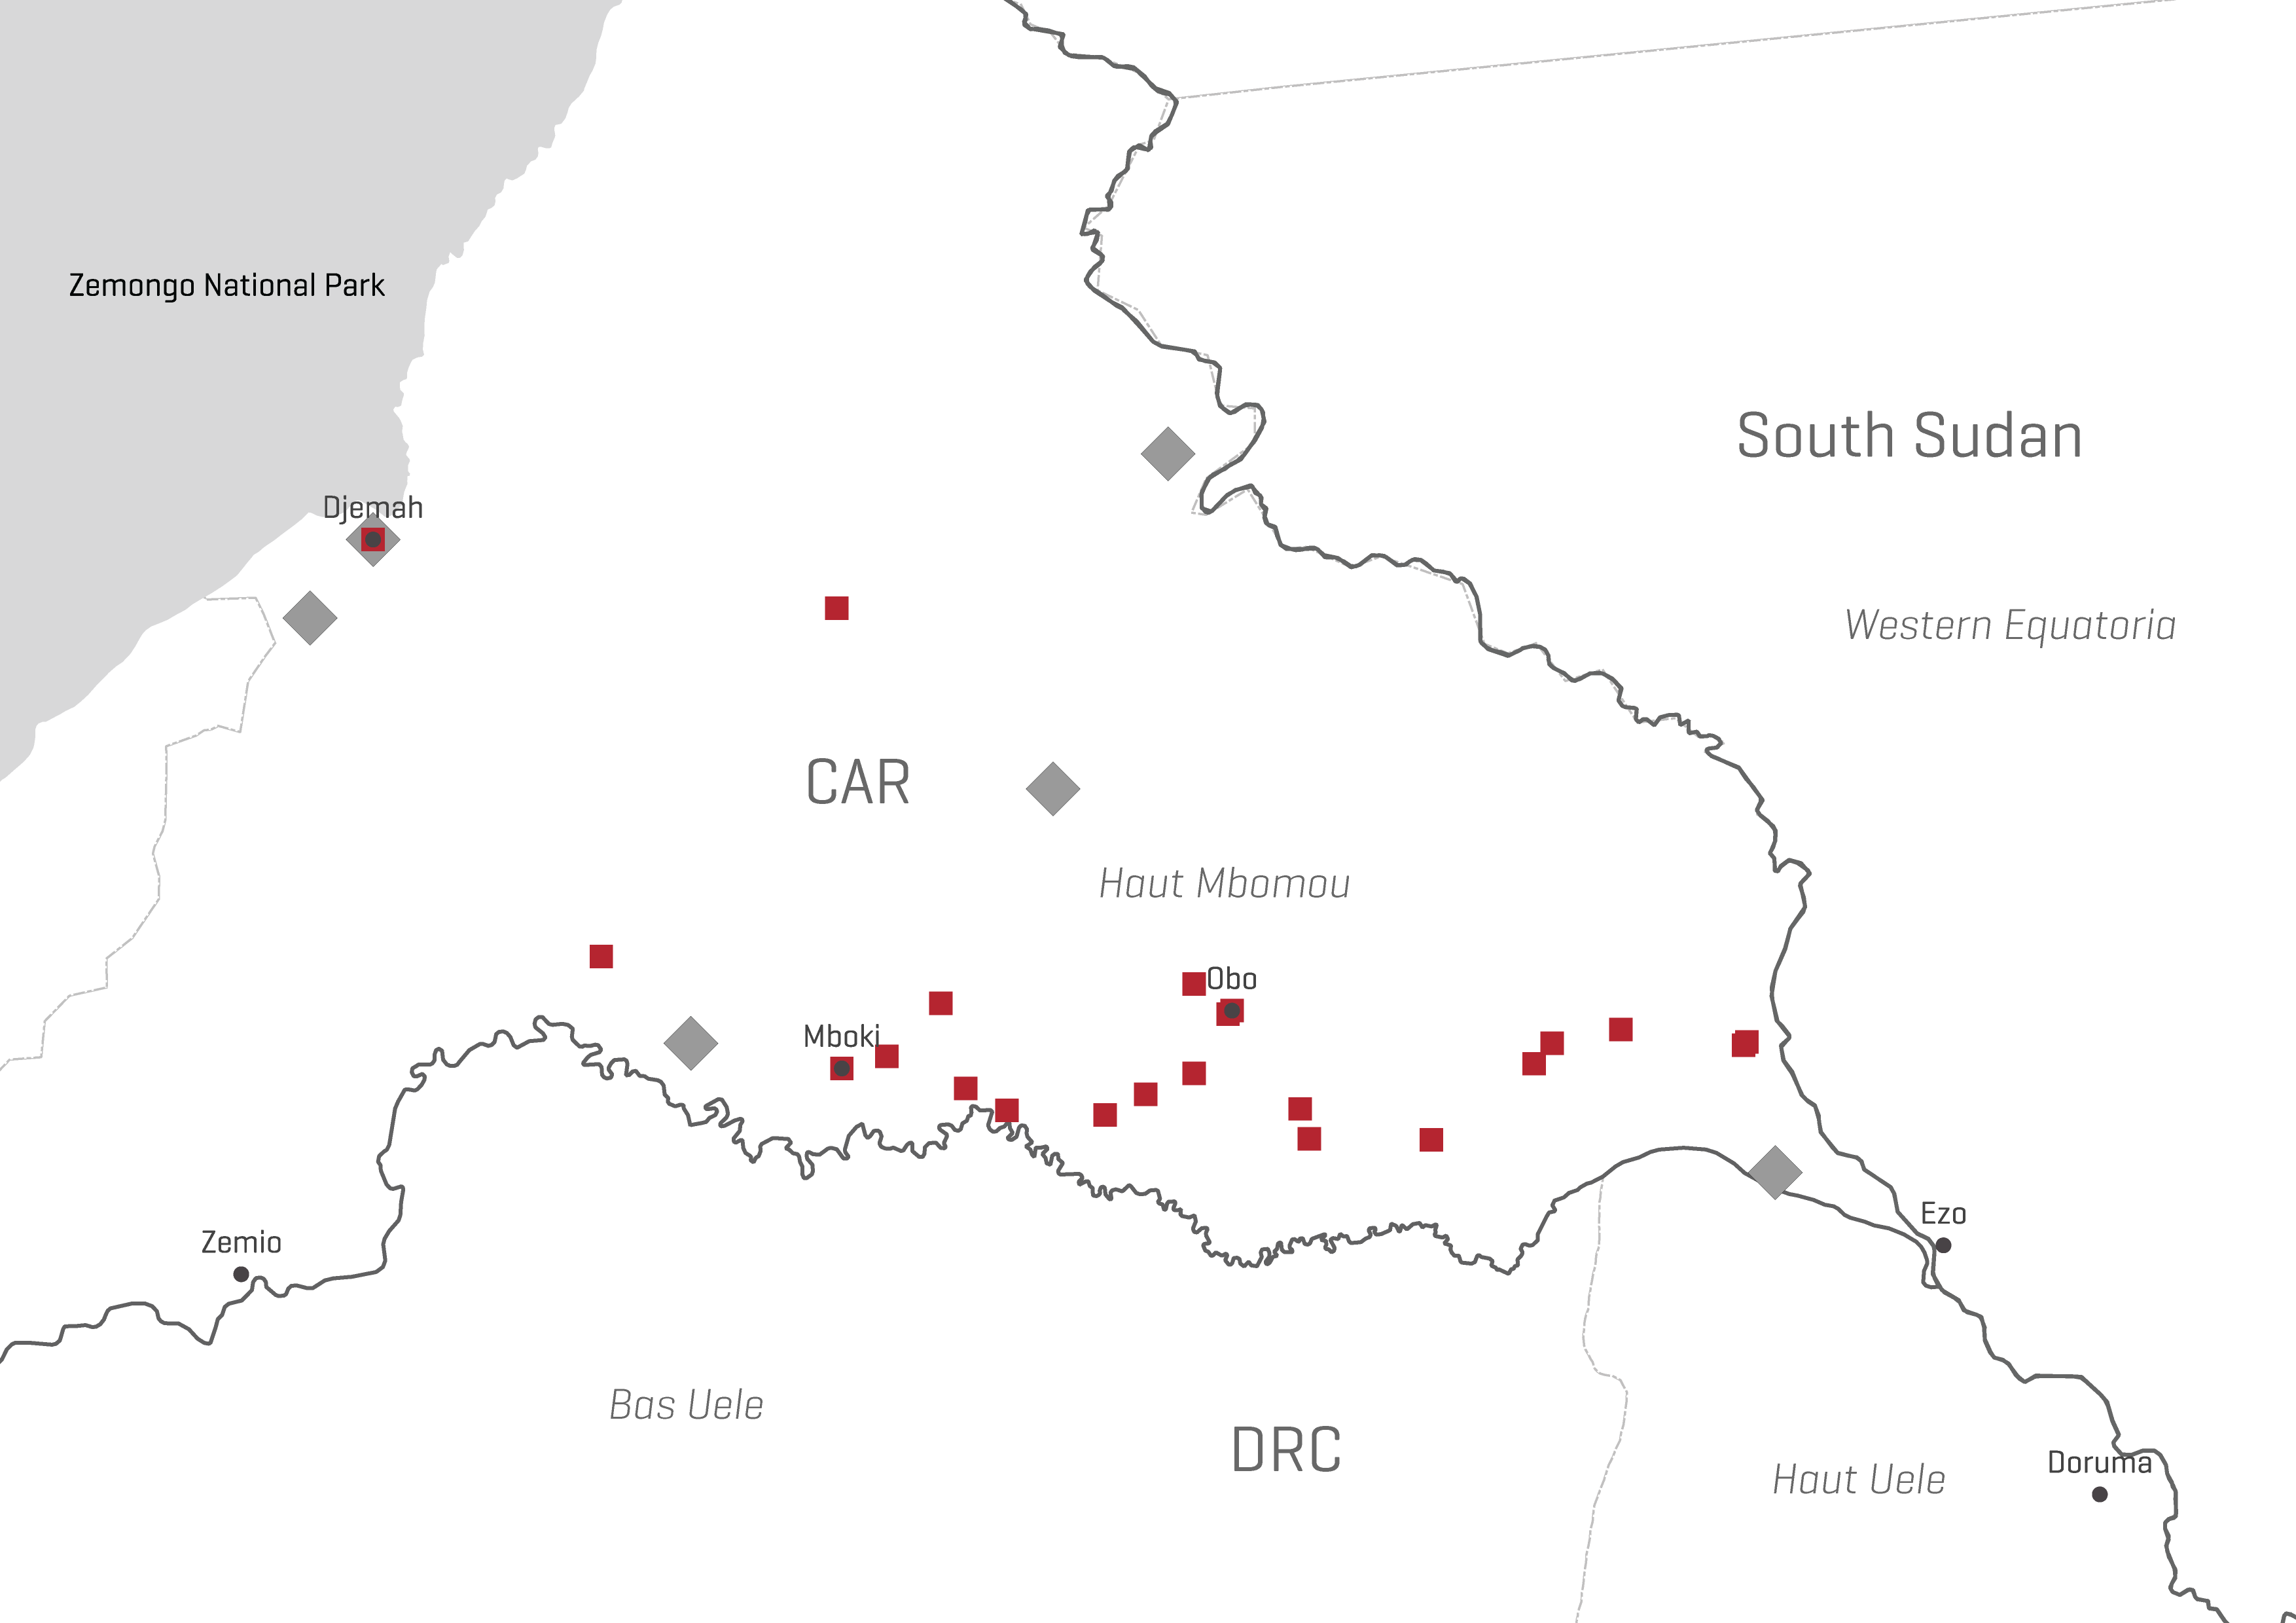 Zemongo National Park
South Sudan
Djemah
Western Equatoria
CAR
Haut Mbomou
Obo
Mboki
Ezo
Zemio
Bas Uele
DRC
Doruma
Haut Uele